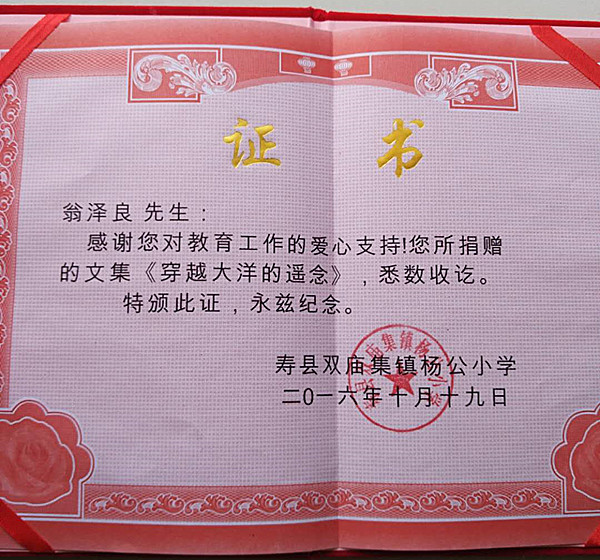 证 书
翁泽良 先生：
感谢您对教育工作的爱心支持!您所捐赠
的文集《穿越大洋的遥念》，悉数收讫。
特颁此证，永兹纪念。
寿县双庙集镇杨公小学
二〇一六年十月十九日